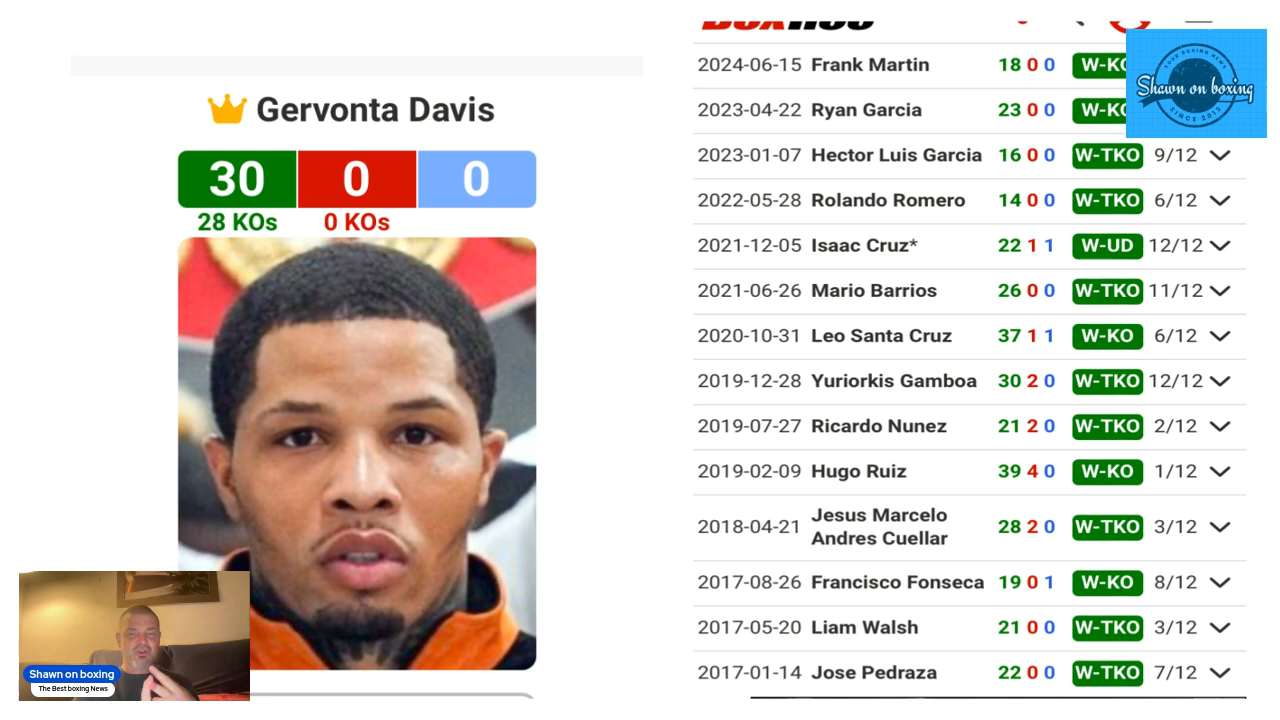 Gervonta Davis
30 0 0
28 KOs 0 KOs
2024-06-15 Frank Martin 18 0 0
2023-04-22 Ryan Garcia 23 0 0
2023-01-07 Hector Luis Garcia 16 0 0 W-TKO 9/12
2022-05-28 Rolando Romero 14 0 0 W-TKO 6/12
2021-12-05 Isaac Cruz* 22 1 1 W-UD 12/12
2021-06-26 Mario Barrios 26 0 0 W-TKO 11/12
2020-10-31 Leo Santa Cruz 37 1 1 W-KO 6/12
2019-12-28 Yuriorkis Gamboa 30 2 0 W-TKO 12/12
2019-07-27 Ricardo Nunez 21 2 0 W-TKO 2/12
2019-02-09 Hugo Ruiz 39 4 0 W-KO 1/12
2018-04-21 Jesus Marcelo
Andres Cuellar 28 2 0 W-TKO 3/12
2017-08-26 Francisco Fonseca 19 0 1 W-KO 8/12
2017-05-20 Liam Walsh 21 0 0 W-TKO 3/12
2017-01-14 Jose Pedraza 22 0 0 W-TKO 7/12
YOUR BOXING NEWS
Shawn on boxing
SINCE 2012
Shawn on boxing
The Best boxing News